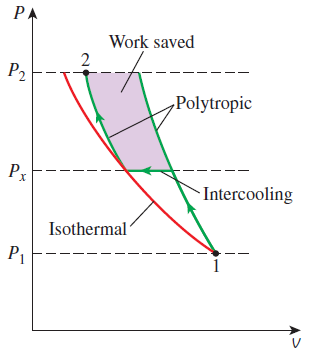 P
2
Work saved
P2
Polytropic
Px
Intercooling
Isothermal
P1
1
V